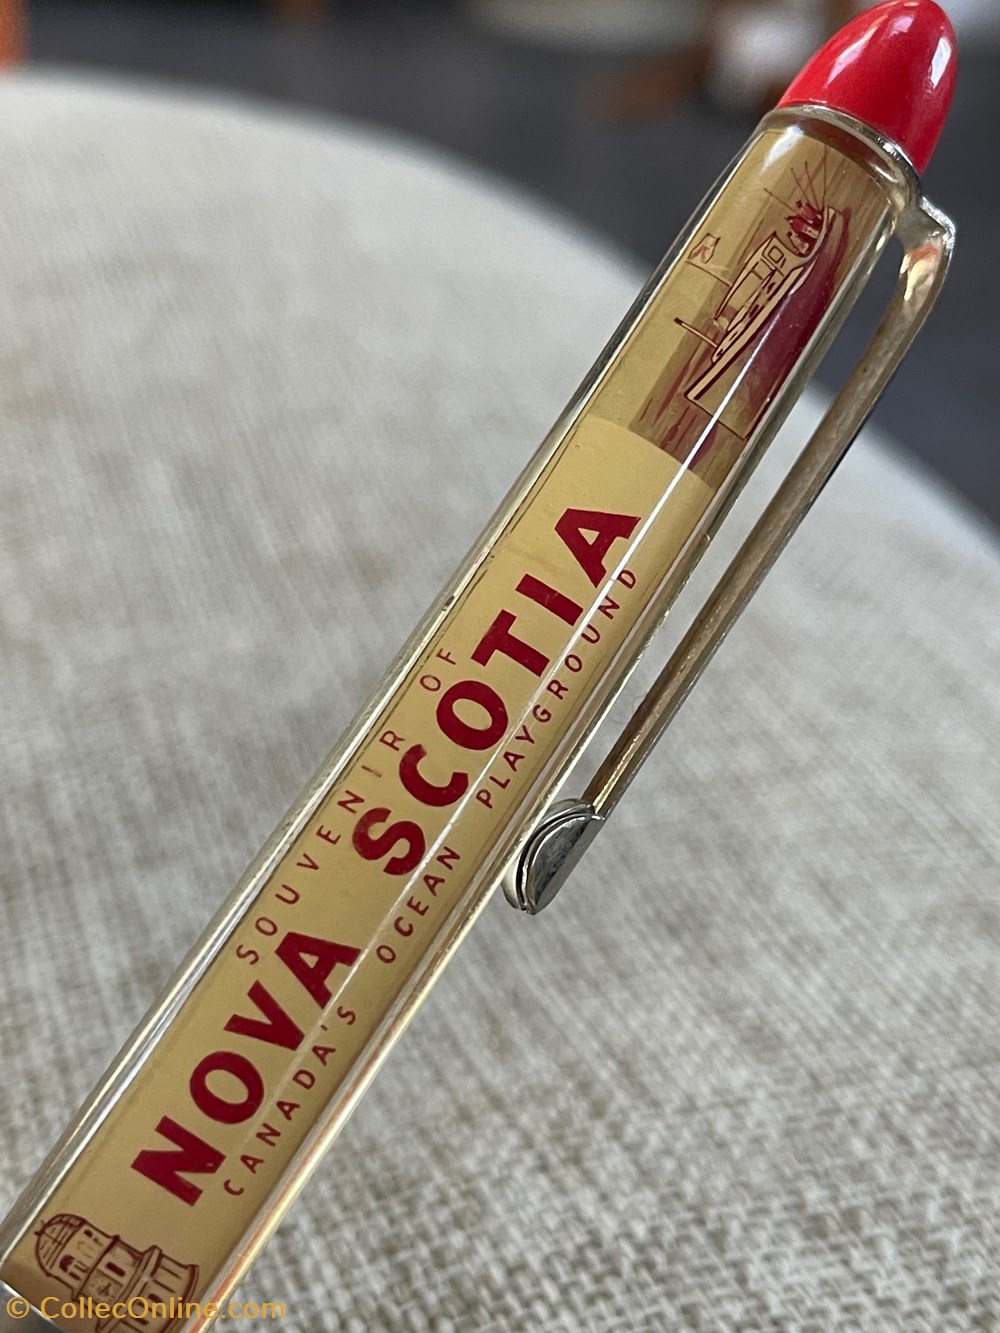 SOUVENIR OF
NOVA SCOTIA
CANADA'S OCEAN PLAYGROUND
© CollecOnline.com